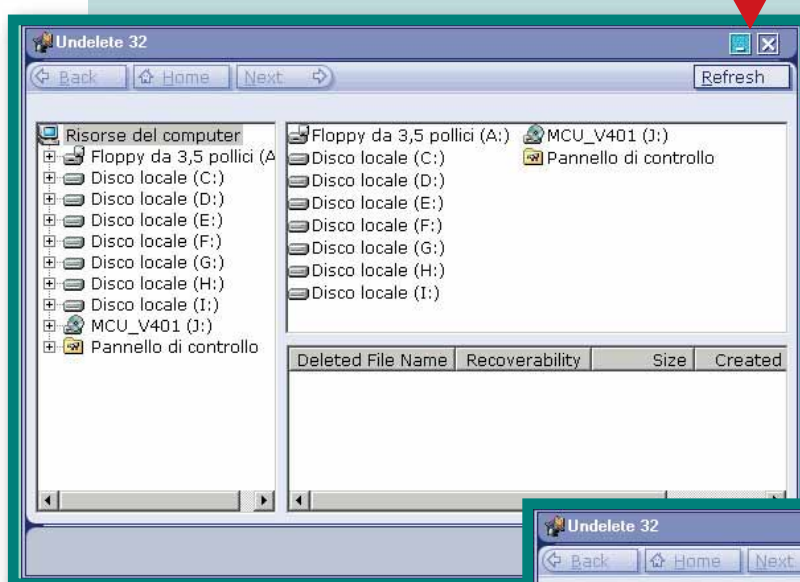 Undelete 32
Back Home Next Refresh
Risorse del computer
Floppy da 3,5 pollici (A
Disco locale (C:)
Disco locale (D:)
Disco locale (E:)
Disco locale (F:)
Disco locale (G:)
Disco locale (H:)
Disco locale (I:)
MCU_V401 (J:)
Pannello di controllo
Floppy da 3,5 pollici (A:)
Disco locale (C:)
Disco locale (D:)
Disco locale (E:)
Disco locale (F:)
Disco locale (G:)
Disco locale (H:)
Disco locale (I:)
MCU_V401 (J:)
Pannello di controllo
Deleted File Name Recoverability Size Created
Undelete 32
Back Home Next